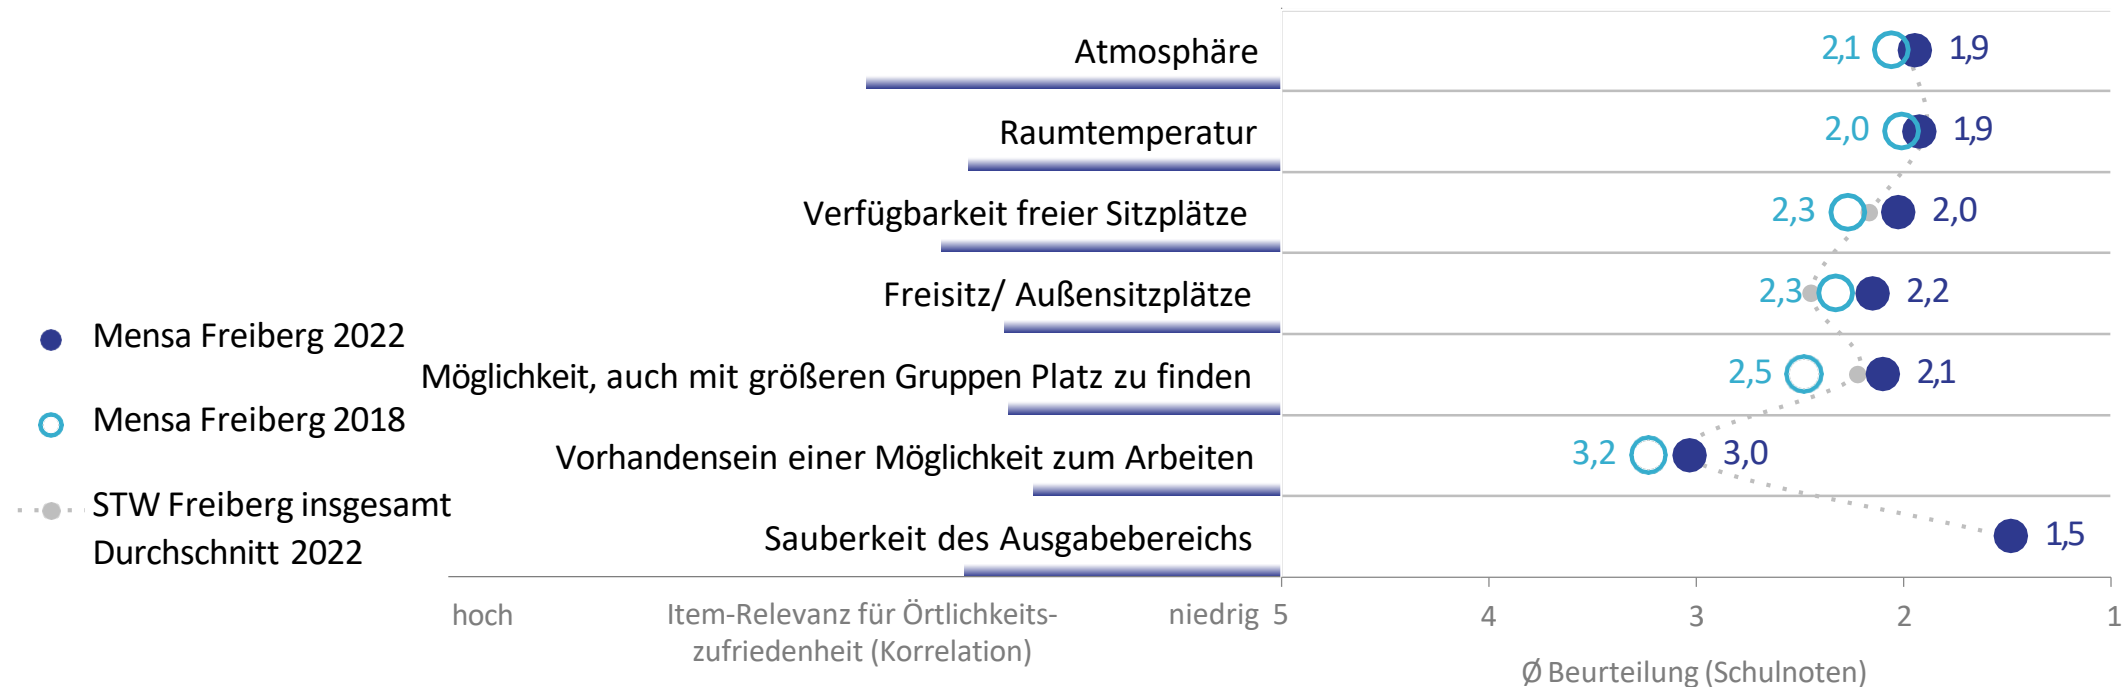 Atmosphäre 2,1 1,9
Raumtemperatur 2,0 1,9
Verfügbarkeit freier Sitzplätze 2,3 2,0
Freisitz/ Außensitzplätze 2,3 2,2
Möglichkeit, auch mit größeren Gruppen Platz zu finden 2,5 2,1
Vorhandensein einer Möglichkeit zum Arbeiten 3,2 3,0
Sauberkeit des Ausgabebereichs 1,5
Mensa Freiberg 2022
Mensa Freiberg 2018
STW Freiberg insgesamt
Durchschnitt 2022
hoch Item-Relevanz für Örtlichkeits- niedrig 5 4 3 2 1
zufriedenheit (Korrelation)
Ø Beurteilung (Schulnoten)